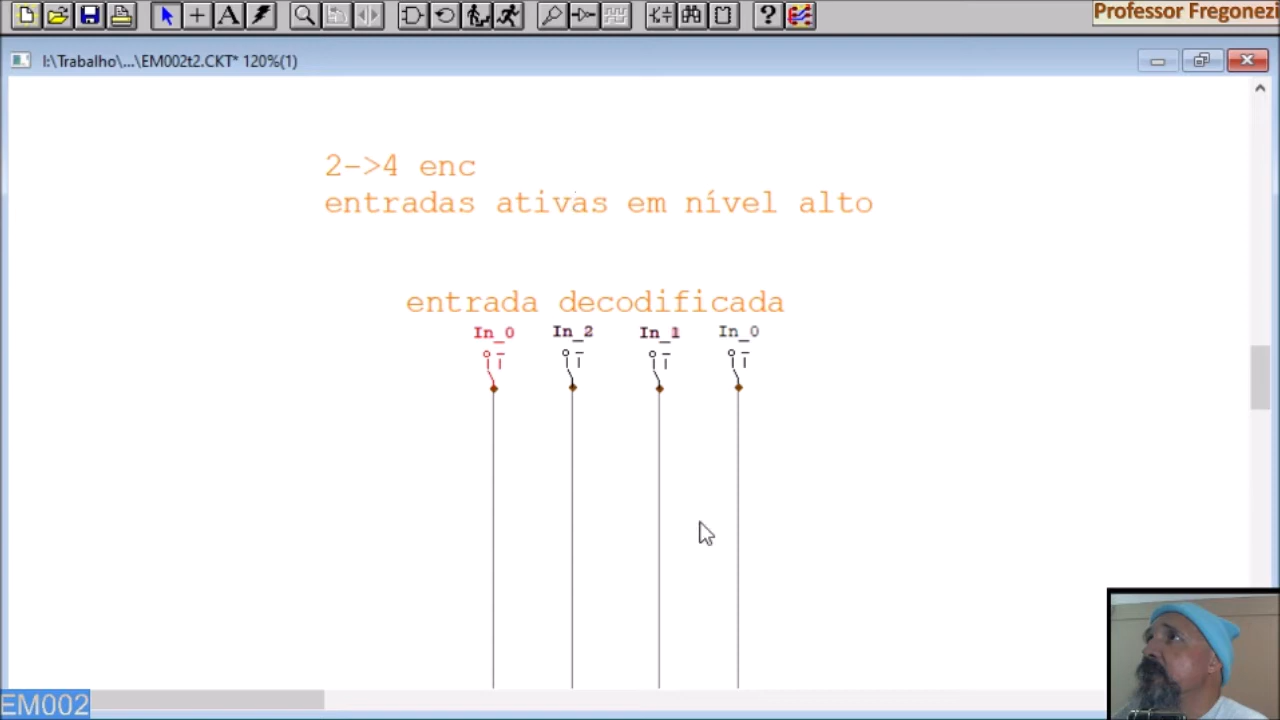 Professor Fregonezi
I:\Trabalho\...\EM002t2.CKT* 120%(1)
2->4 enc
entradas ativas em nível alto
entrada decodificada
In_0 In_2 In_1 In_0
EM002